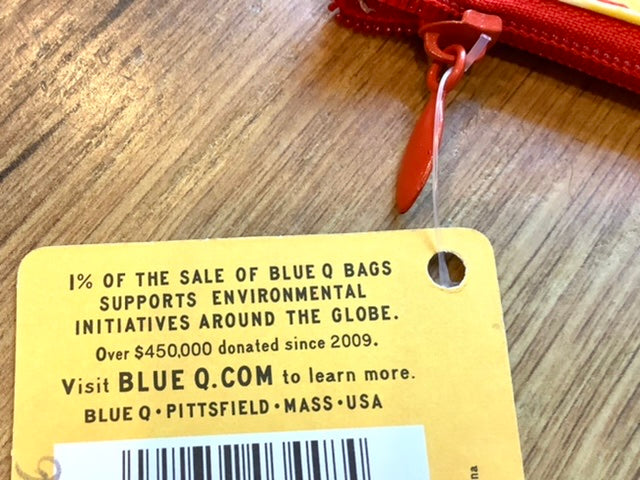 1% OF THE SALE OF BLUE Q BAGS
SUPPORTS ENVIRONMENTAL
INITIATIVES AROUND THE GLOBE.
Over $450,000 donated since 2009.
Visit BLUE Q.COM to learn more.
BLUE Q • PITTSFIELD • MASS • USA